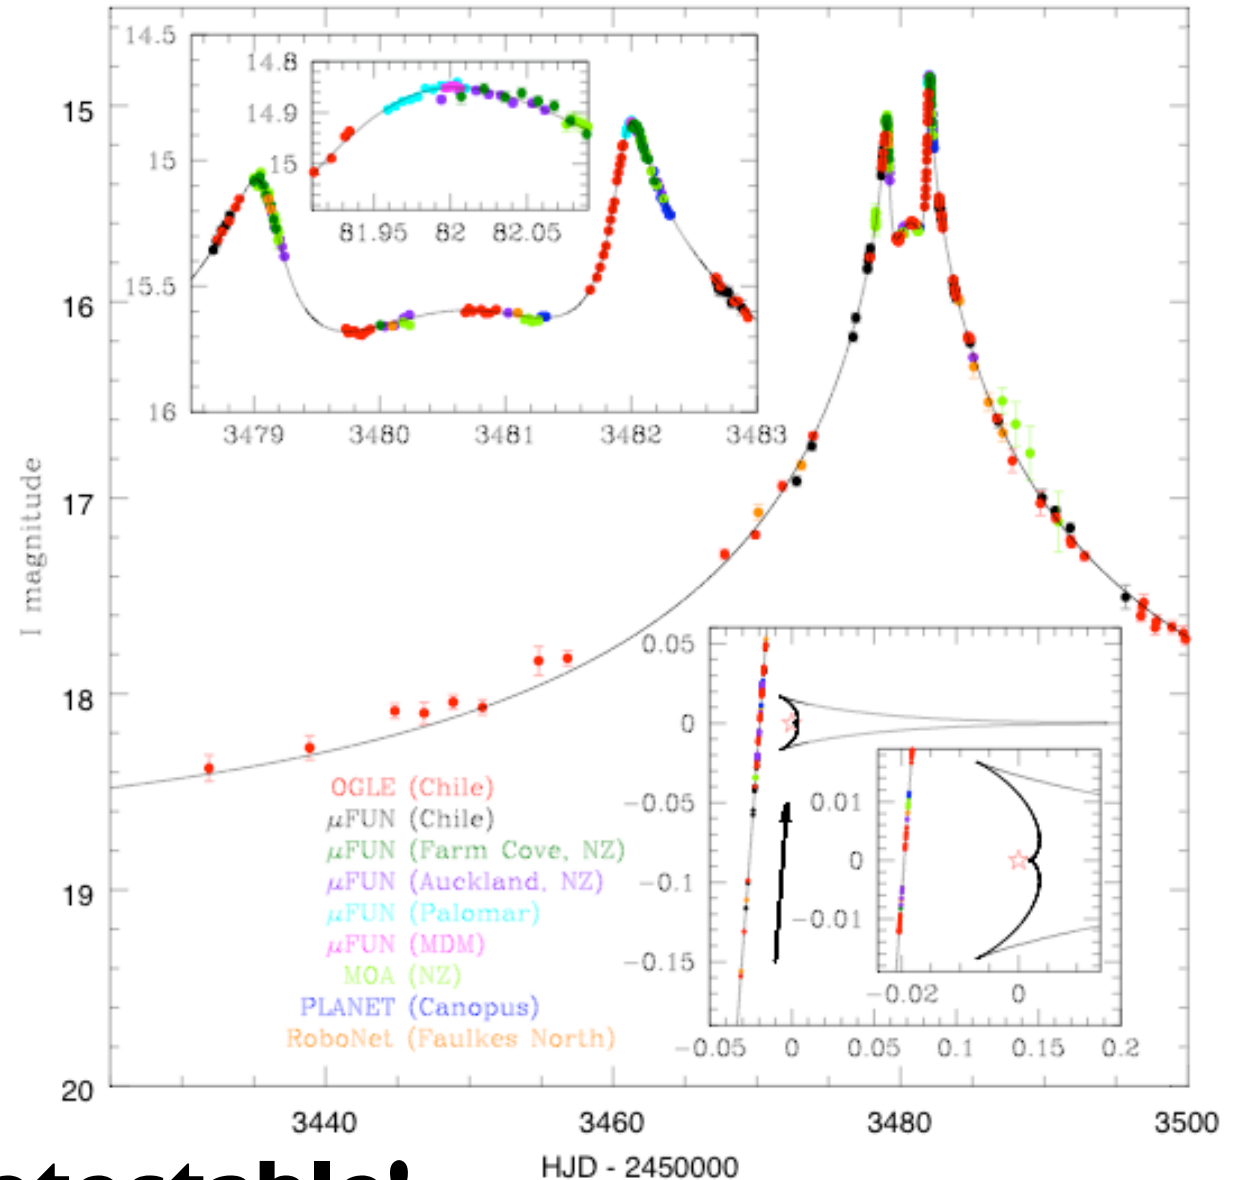 14.5
15
15.5
16
3479 3480 3481 3482 3483
14.8
14.9
15
81.95 82 82.05
15
16
17
18
19
20
I magnitude
OGLE (Chile)
μFUN (Chile)
μFUN (Farm Cove, NZ)
μFUN (Auckland, NZ)
μFUN (Palomar)
μFUN (MDM)
MOA (NZ)
PLANET (Canopus)
RoboNet (Faulkes North)
0.05
0
−0.05
−0.1
−0.15
−0.05 0 0.05 0.1 0.15 0.2
0.01
0
−0.01
−0.02 0
3440 3460 3480 3500
HJD - 2450000